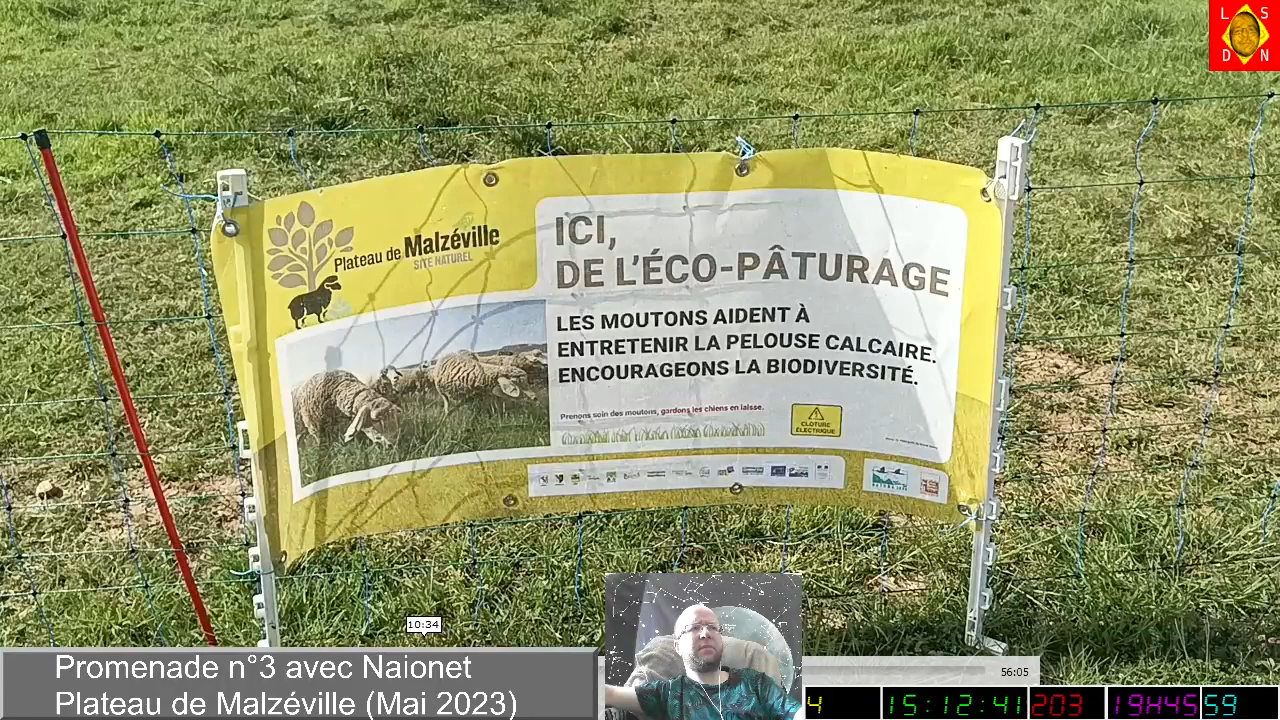 L S
D N
Plateau de Malzéville
SITE NATUREL
ICI,
DE L'ÉCO-PÂTURAGE
LES MOUTONS AIDENT À
ENTRETENIR LA PELOUSE CALCAIRE.
ENCOURAGEONS LA BIODIVERSITÉ.
Prenons soin des moutons, gardons les chiens en laisse.
CLOTURE
ÉLECTRIQUE
10:34
Promenade n°3 avec Naionet
Plateau de Malzéville (Mai 2023)
56:05
4 15:12:41 203 19H45 59